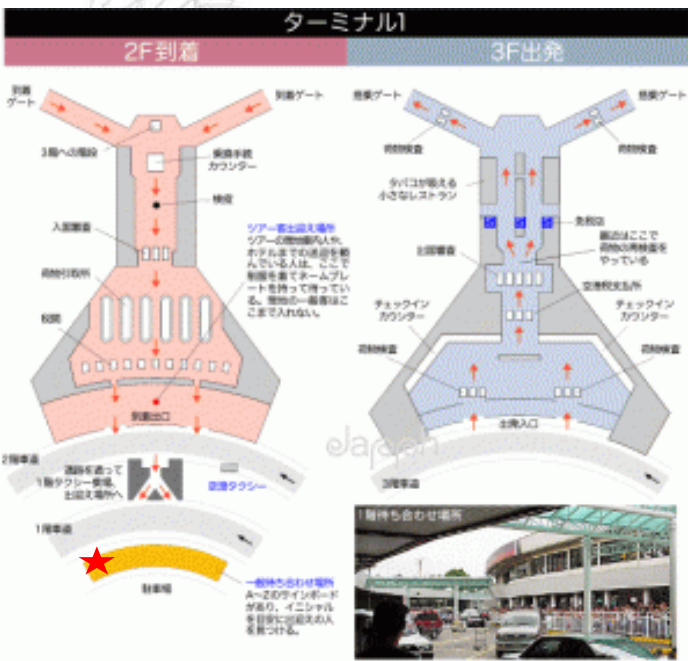 ターミナル1
2F到着
3F出発
到着
ゲート
到着ゲート
3階への階段
乗換手続
カウンター
検疫
入国審査
ツアー客出迎え場所
ツアーの現地案内人や、
ホテルまでの送迎を頼
んでいる人は、ここで
制服を着てネームプレ
ートを持って待ってい
る。現地の一般客はこ
こまで入れない。
荷物引取所
税関
到着出口
2階車道
通路を通って
1階タクシー乗場、
出迎え場所へ
空港タクシー
1階車道
駐車場
一般待ち合わせ場所
A~Zのサインボード
があり、イニシャル
を目安に出迎えの人
を見つける。
搭乗ゲート
搭乗ゲート
荷物検査
荷物検査
タバコが吸える
小さなレストラン
免税店
最近はここで
荷物の再検査を
やっている
出国審査
空港税支払所
チェックイン
カウンター
チェックイン
カウンター
荷物検査
荷物検査
出発入口
3階車道
1階待ち合わせ場所